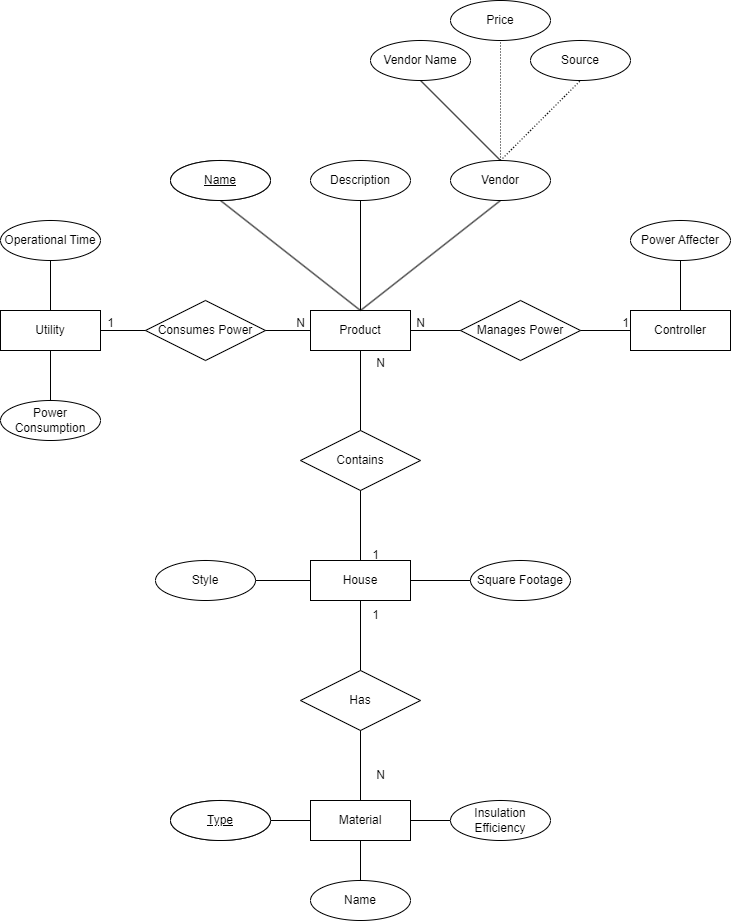 Price
Vendor Name
Source
Name
Description
Vendor
Operational Time
Power Affecter
Utility
1
Consumes Power
N
Product
N
Manages Power
1
Controller
N
Power
Consumption
Contains
1
Style
House
Square Footage
1
Has
N
Type
Material
Insulation
Efficiency
Name